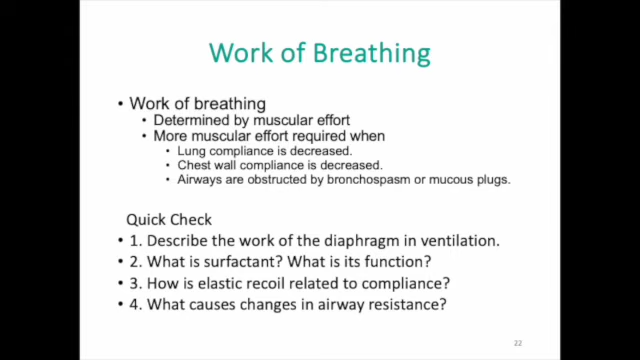 Work of Breathing
• Work of breathing
• Determined by muscular effort
• More muscular effort required when
• Lung compliance is decreased.
• Chest wall compliance is decreased.
• Airways are obstructed by bronchospasm or mucous plugs.
Quick Check
• 1. Describe the work of the diaphragm in ventilation.
• 2. What is surfactant? What is its function?
• 3. How is elastic recoil related to compliance?
• 4. What causes changes in airway resistance?
22